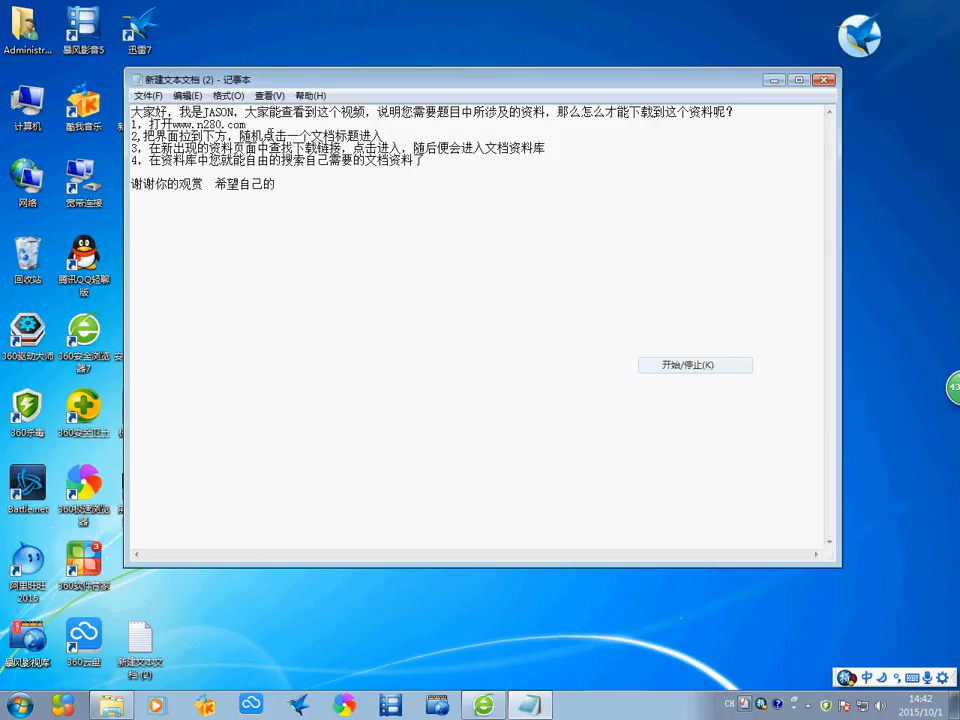 Administr...
暴风影音5
迅雷7
新建文本文档 (2) - 记事本
文件(F) 编辑(E) 格式(O) 查看(V) 帮助(H)
大家好，我是JASON，大家能查看到这个视频，说明您需要题目中所涉及的资料，那么怎么才能下载到这个资料呢？
1，打开www.n280.com
2,把界面拉到下方，随机点击一个文档标题进入
3，在新出现的资料页面中查找下载链接，点击进入，随后便会进入文档资料库
4，在资料库中您就能自由的搜索自己需要的文档资料了
谢谢你的观赏 希望自己的
开始/停止(K)
计算机
酷我音乐
网络
宽带连接
回收站
腾讯QQ轻聊版
360驱动大师
360安全浏览器7
360杀毒
360安全卫士
Battle.net
360极速浏览器
阿里旺旺2015
360软件管家
3
暴风影视库
360云盘
新建文本文档 (2)
43
中
CH
14:42
2015/10/1